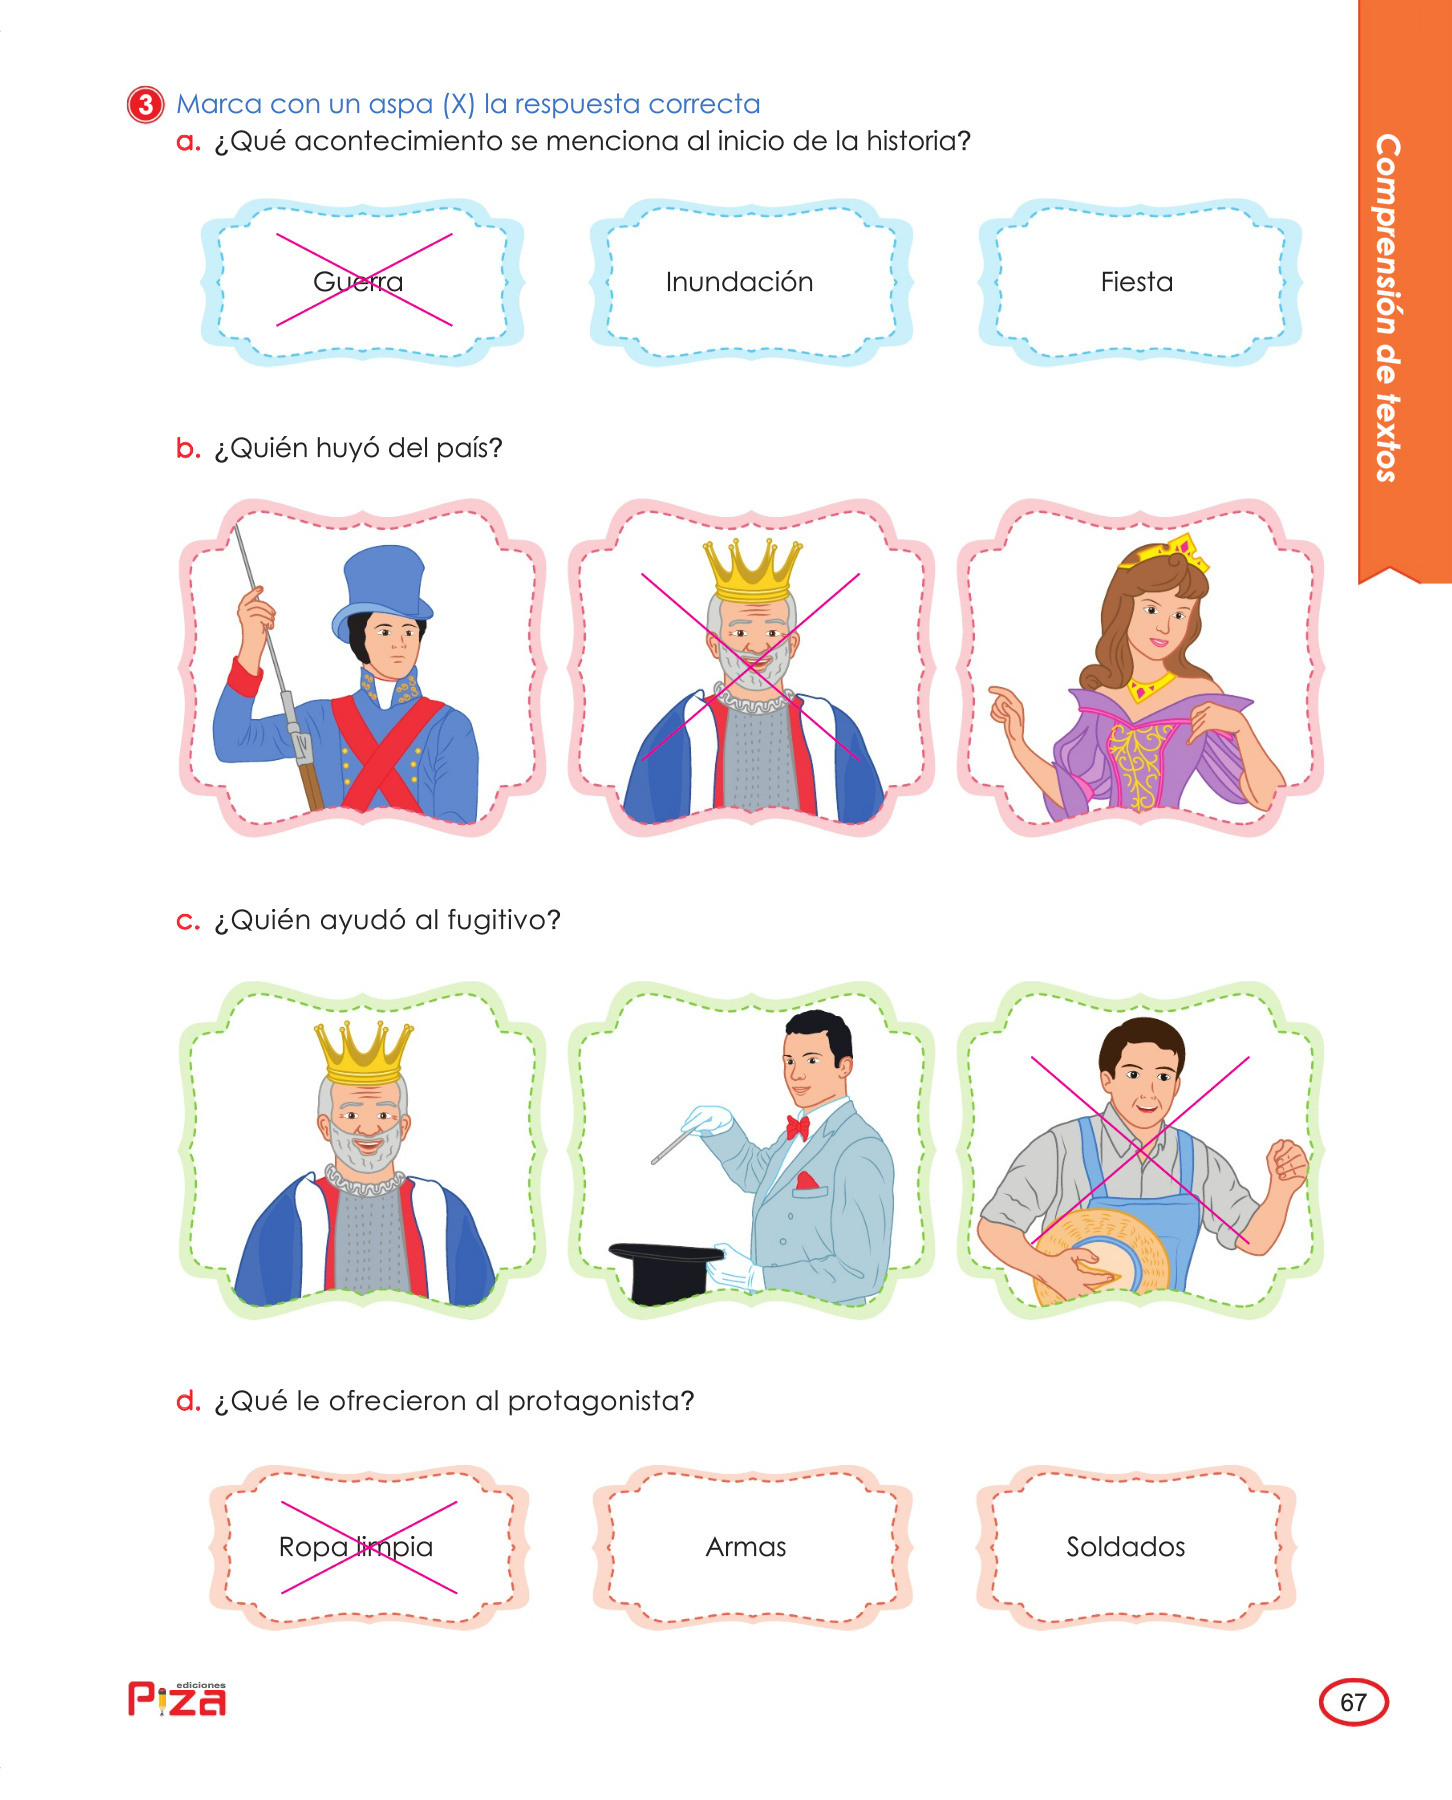 3 Marca con un aspa (X) la respuesta correcta
a. ¿Qué acontecimiento se menciona al inicio de la historia?
Guerra
Inundación
Fiesta
b. ¿Quién huyó del país?
c. ¿Quién ayudó al fugitivo?
d. ¿Qué le ofrecieron al protagonista?
Ropa limpia
Armas
Soldados
Comprensión de textos
ediciones
Piza
67